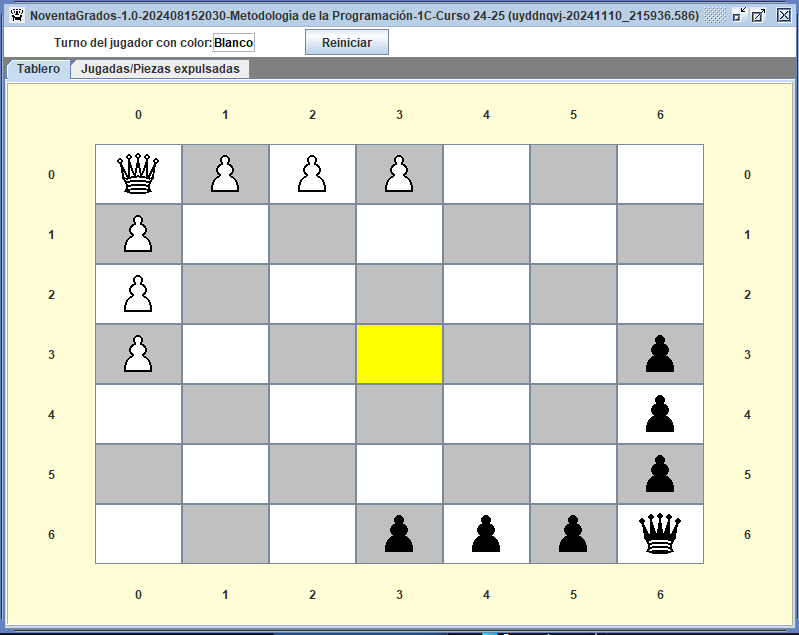 NoventaGrados-1.0-202408152030-Metodología de la Programación-1C-Curso 24-25 (uyddnqvj-20241110_215936.586)
Turno del jugador con color: Blanco Reiniciar
Tablero Jugadas/Piezas expulsadas
0 1 2 3 4 5 6
0 0
1 1
2 2
3 3
4 4
5 5
6 6
0 1 2 3 4 5 6